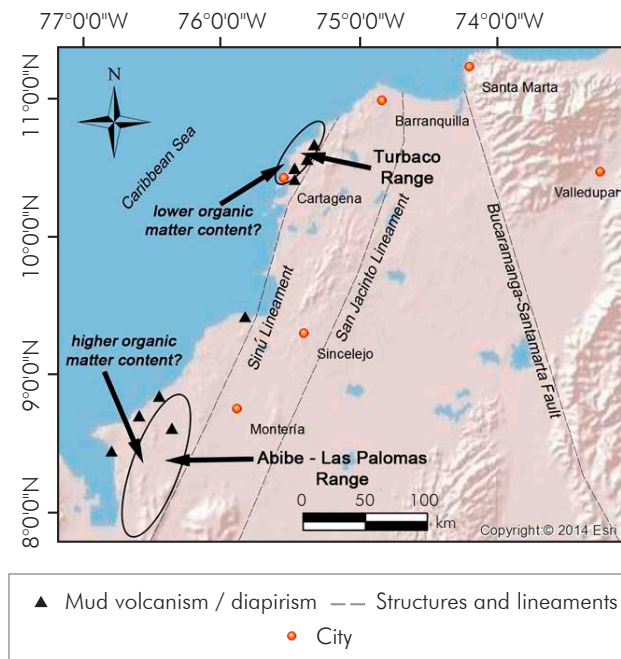 77°0'0"W 76°0'0"W 75°0'0"W 74°0'0"W
11°0'0"N
10°0'0"N
9°0'0"N
8°0'0"N
N
Caribbean Sea
Santa Marta
Barranquilla
Turbaco
Range
Valledupar
Cartagena
lower organic
matter content?
Sinú Lineament
San Jacinto Lineament
Bucaramanga-Santamarta Fault
higher organic
matter content?
Sincelejo
Montería
Abibe - Las Palomas
Range
0 50 100
km
Copyright:© 2014 Esri
Mud volcanism / diapirism
Structures and lineaments
City